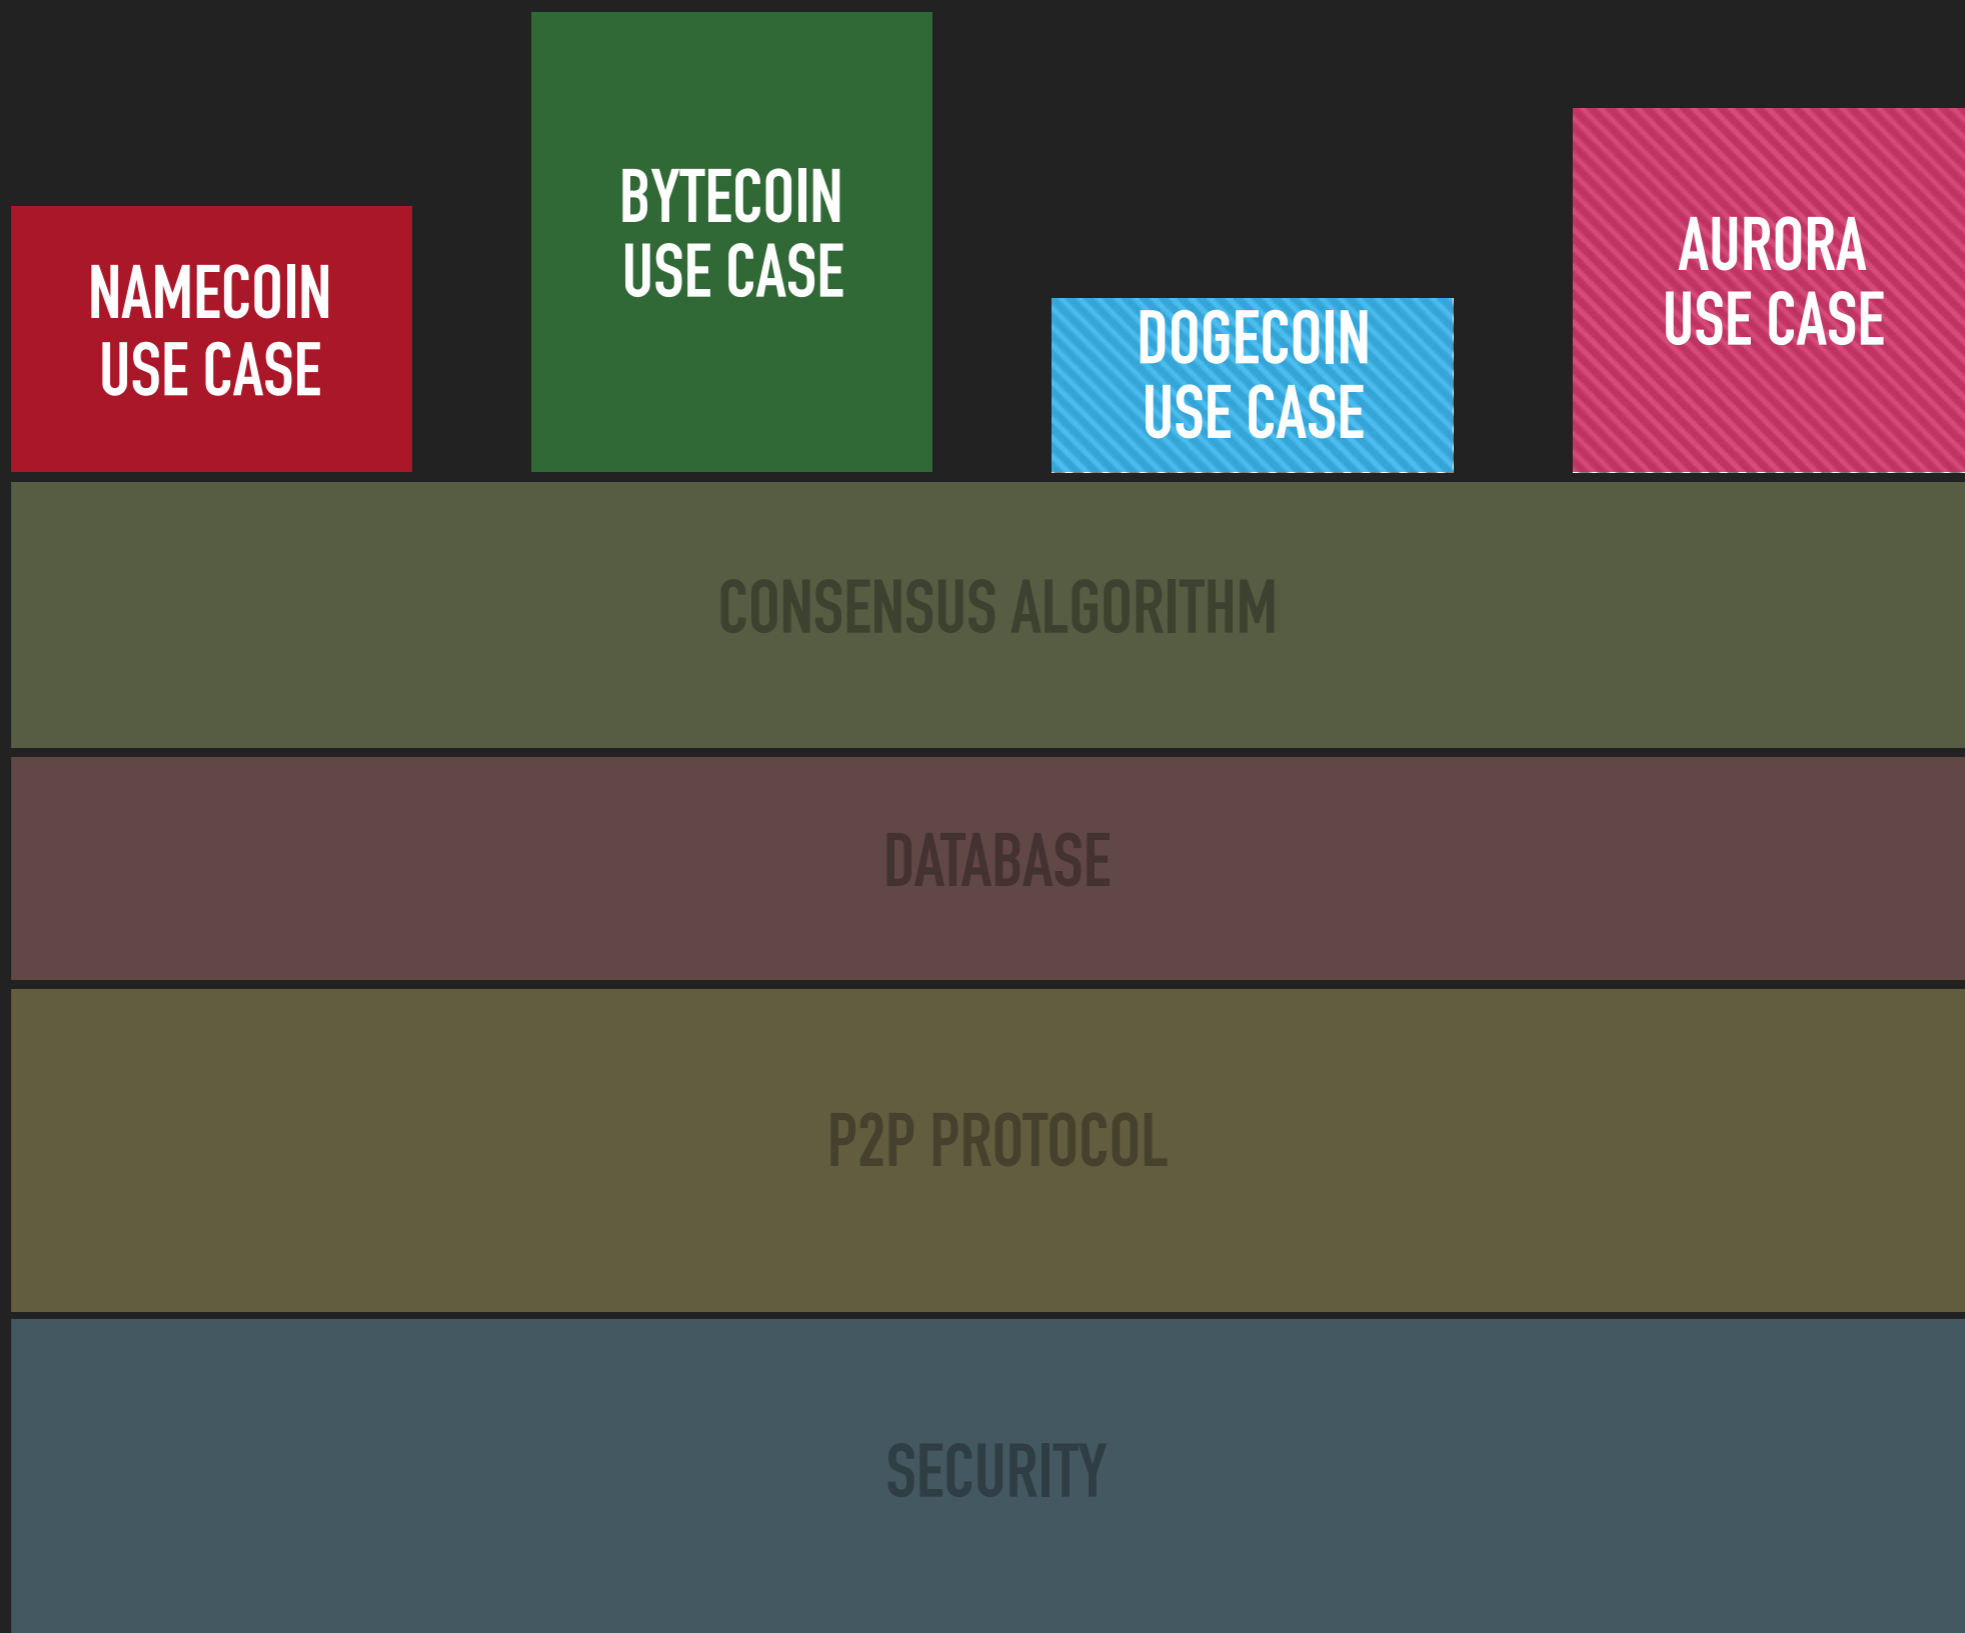 NAMECOIN
USE CASE
BYTECOIN
USE CASE
DOGECOIN
USE CASE
AURORA
USE CASE
CONSENSUS ALGORITHM
DATABASE
P2P PROTOCOL
SECURITY